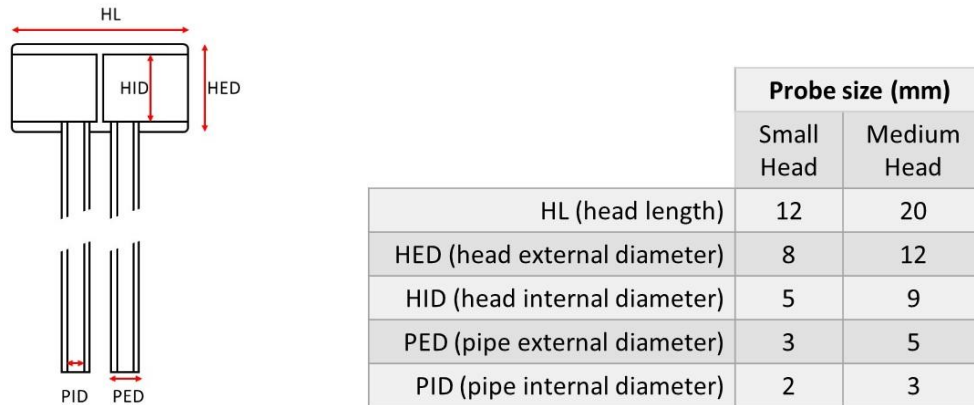 HL
HID
HED
PID PED
Probe size (mm)
Small Head Medium Head
HL (head length) 12 20
HED (head external diameter) 8 12
HID (head internal diameter) 5 9
PED (pipe external diameter) 3 5
PID (pipe internal diameter) 2 3